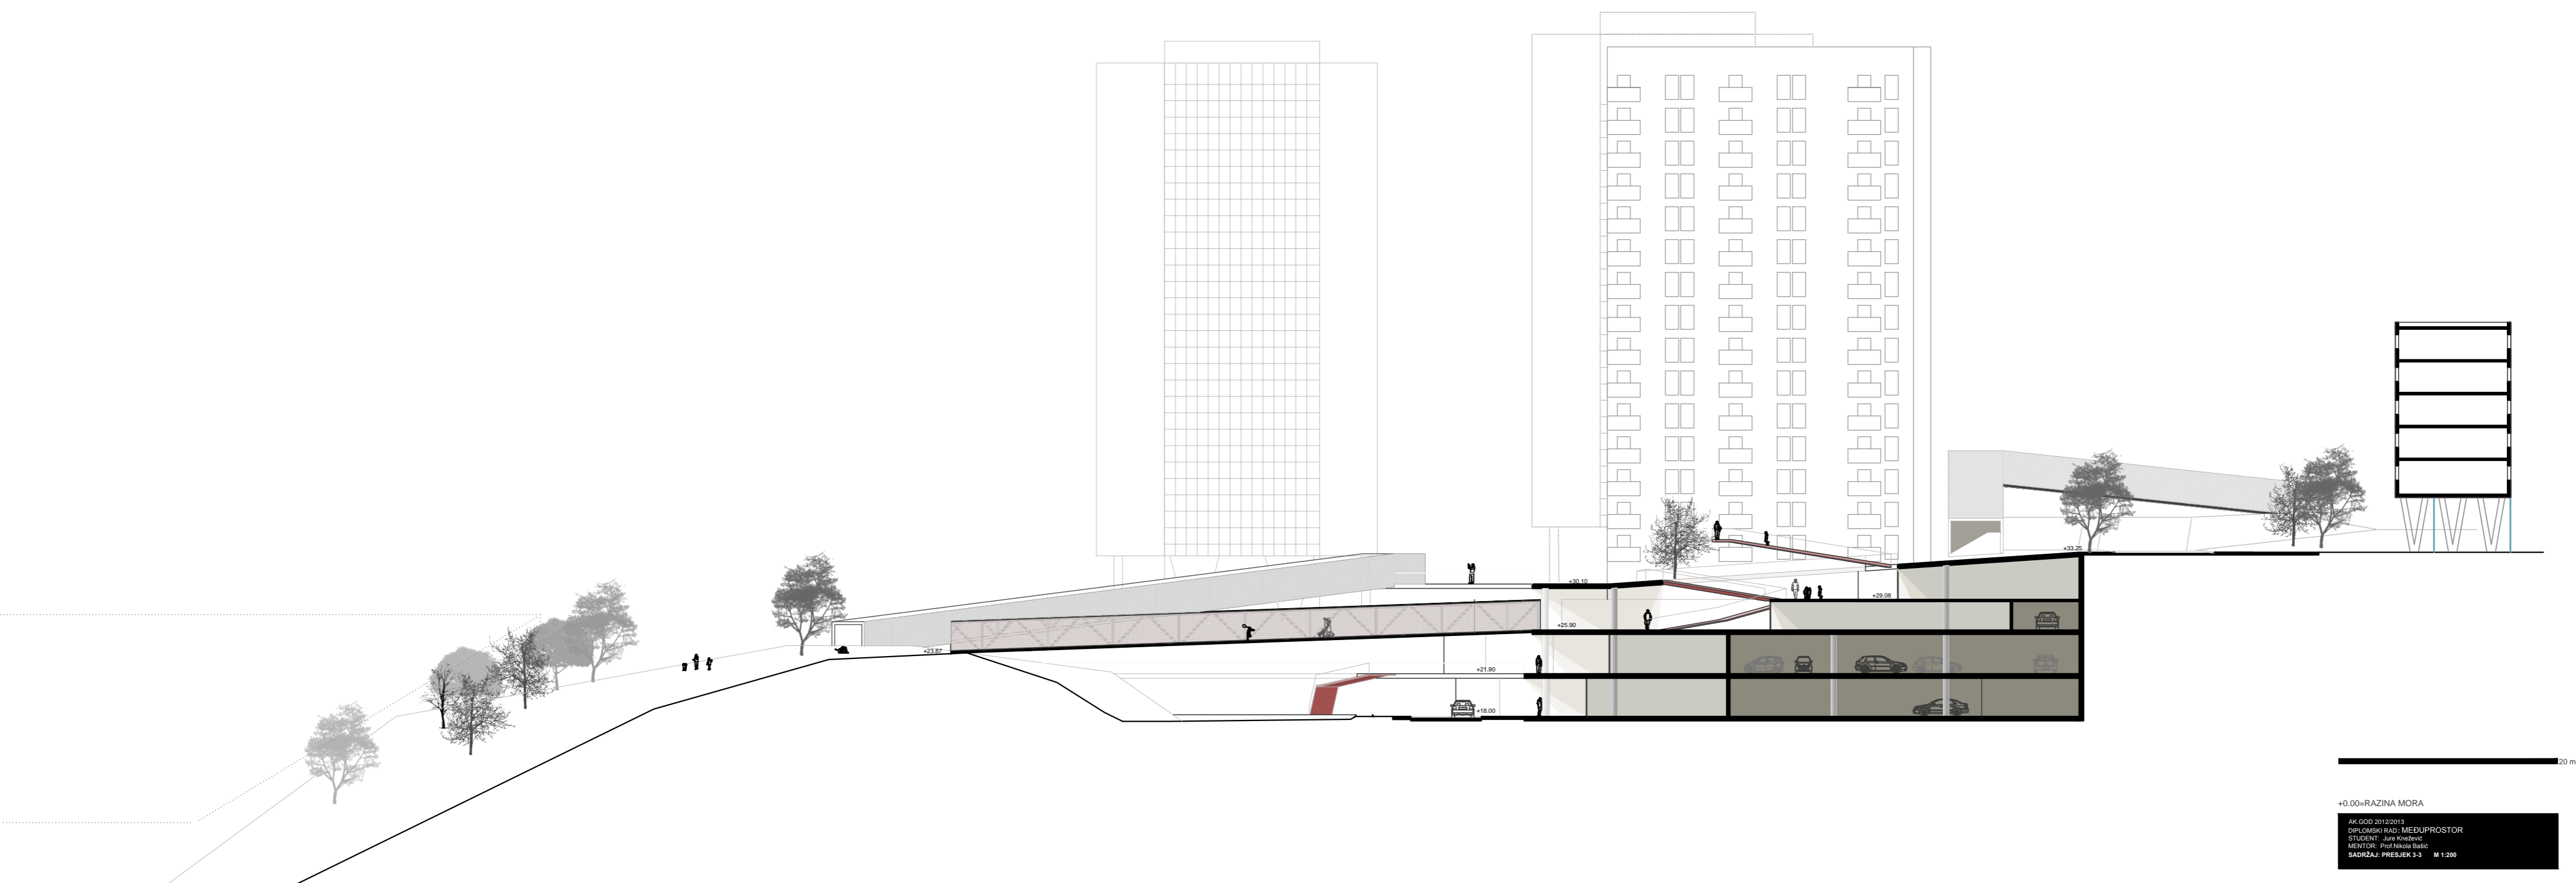 +33.25
+30.10
+29.08
+25.90
+23.87
+21.90
+18.00
20 m
+0.00=RAZINA MORA
AK.GOD 2012/2013
DIPLOMSKI RAD: MEĐUPROSTOR
STUDENT: Jure Knežević
MENTOR: Prof.Nikola Bašić
SADRŽAJ: PRESJEK 3-3 M 1:200